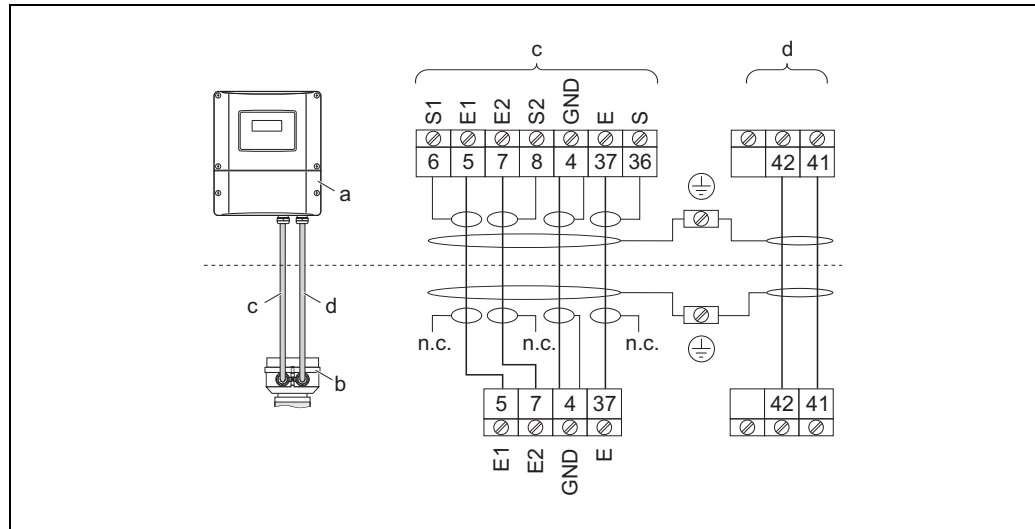 c
d
S1 E1 E2 S2 GND E S
6 5 7 8 4 37 36
42 41
a
c
d
n.c. n.c. n.c.
b
5 7 4 37
42 41
E1 E2 GND E